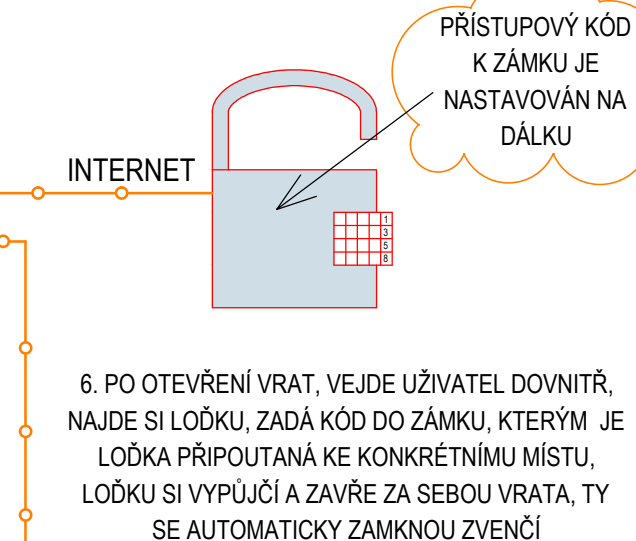 PŘÍSTUPOVÝ KÓD
K ZÁMKU JE
NASTAVOVÁN NA
DÁLKU
INTERNET
1
3
5
8
6. PO OTEVŘENÍ VRAT, VEJDE UŽIVATEL DOVNITŘ,
NAJDE SI LOĎKU, ZADÁ KÓD DO ZÁMKU, KTERÝM JE
LOĎKA PŘIPOUTANÁ KE KONKRÉTNÍMU MÍSTU,
LOĎKU SI VYPŮJČÍ A ZAVŘE ZA SEBOU VRATA, TY
SE AUTOMATICKY ZAMKNOU ZVENČÍ